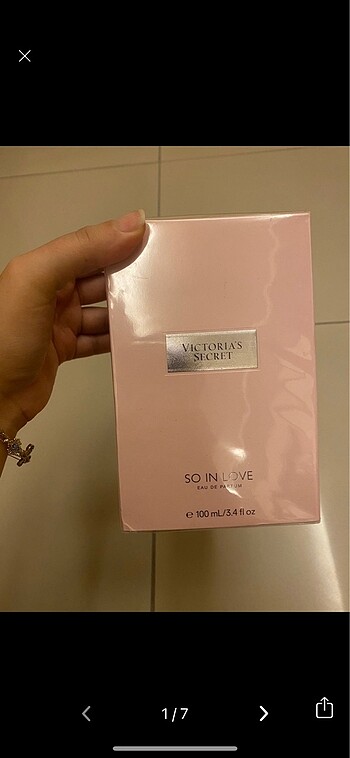 VICTORIA'S
SECRET
SO IN LOVE
EAU DE PARFUM
℮ 100 mL/3.4 fl oz
1/7